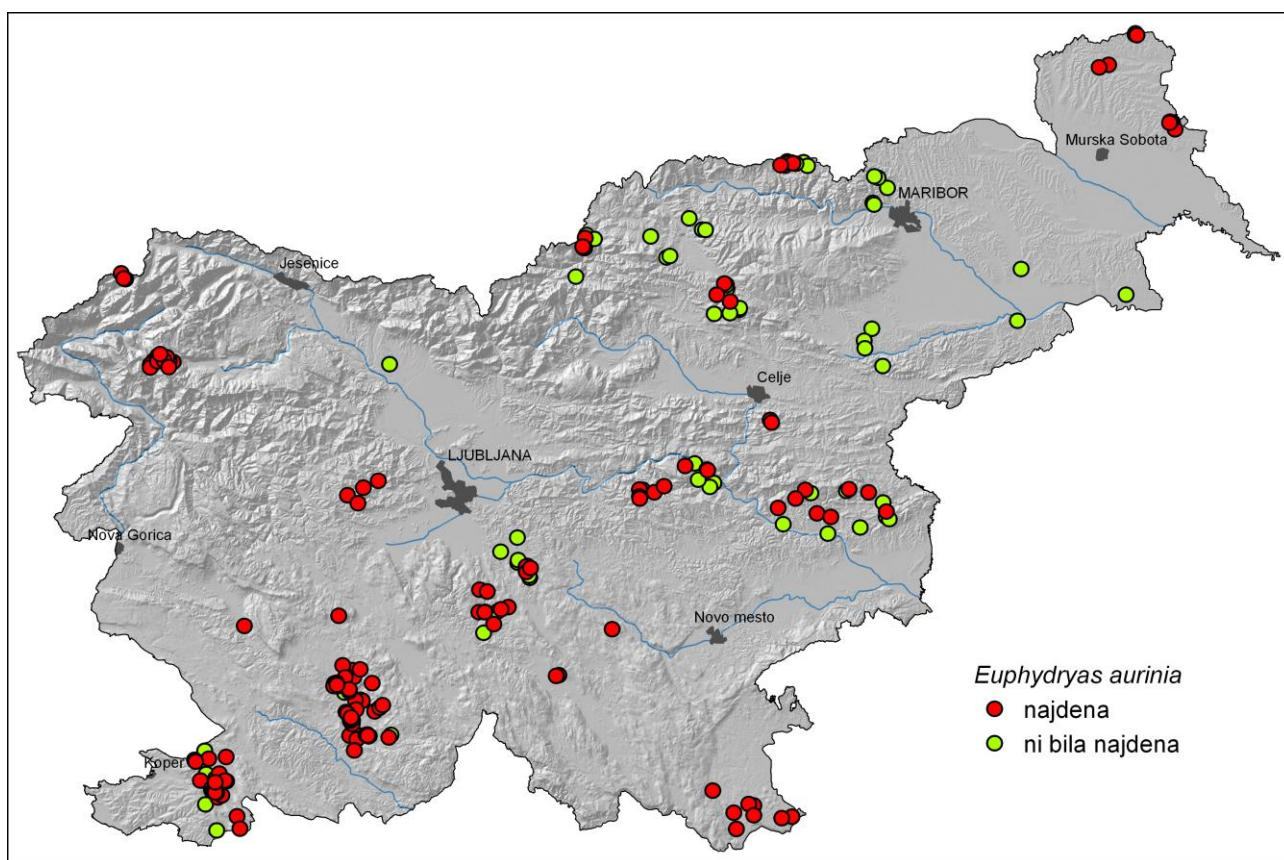 Murska Sobota
MARIBOR
Jesenice
Celje
LJUBLJANA
Nova Gorica
Novo mesto
Koper
Euphydryas aurinia
najdena
ni bila najdena